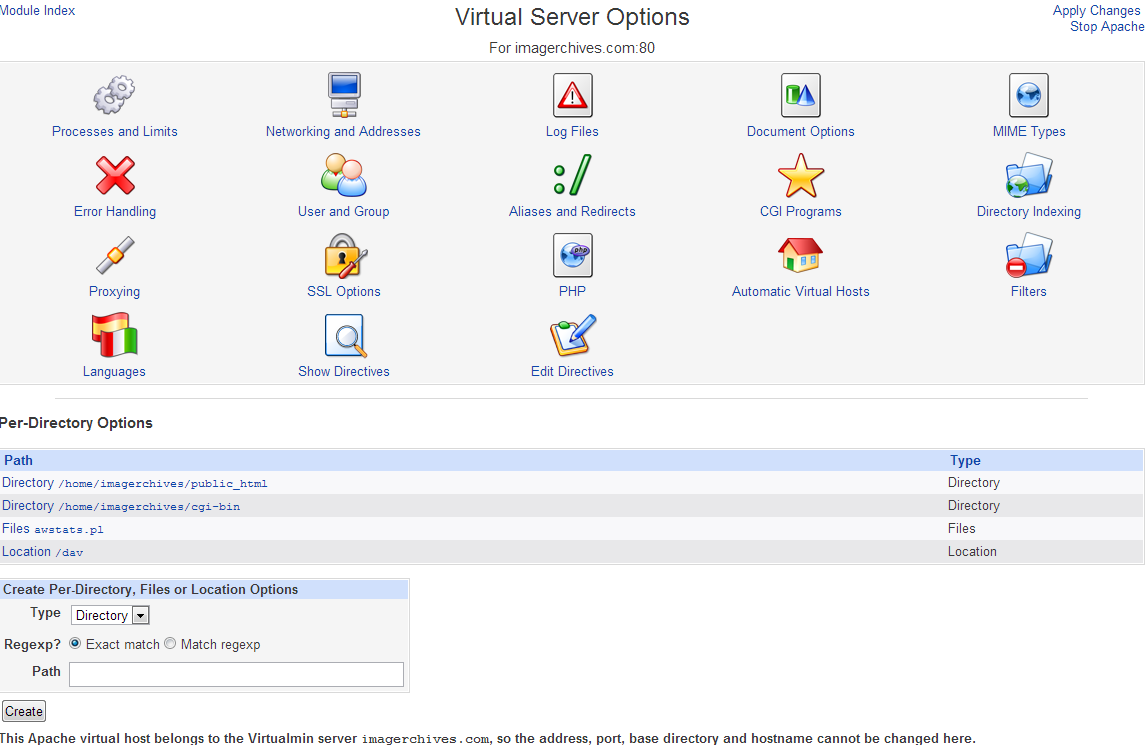 Module Index
Virtual Server Options
Apply Changes
Stop Apache
For imagerchives.com:80
Processes and Limits
Networking and Addresses
Log Files
Document Options
MIME Types
Error Handling
User and Group
Aliases and Redirects
CGI Programs
Directory Indexing
Proxying
SSL Options
php
PHP
Automatic Virtual Hosts
Filters
Languages
Show Directives
Edit Directives
Per-Directory Options
Path Type
Directory /home/imagerchives/public_html Directory
Directory /home/imagerchives/cgi-bin Directory
Files awstats.pl Files
Location /dav Location
Create Per-Directory, Files or Location Options
Type Directory
Regexp? Exact match Match regexp
Path
Create
This Apache virtual host belongs to the Virtualmin server imagerchives.com, so the address, port, base directory and hostname cannot be changed here.